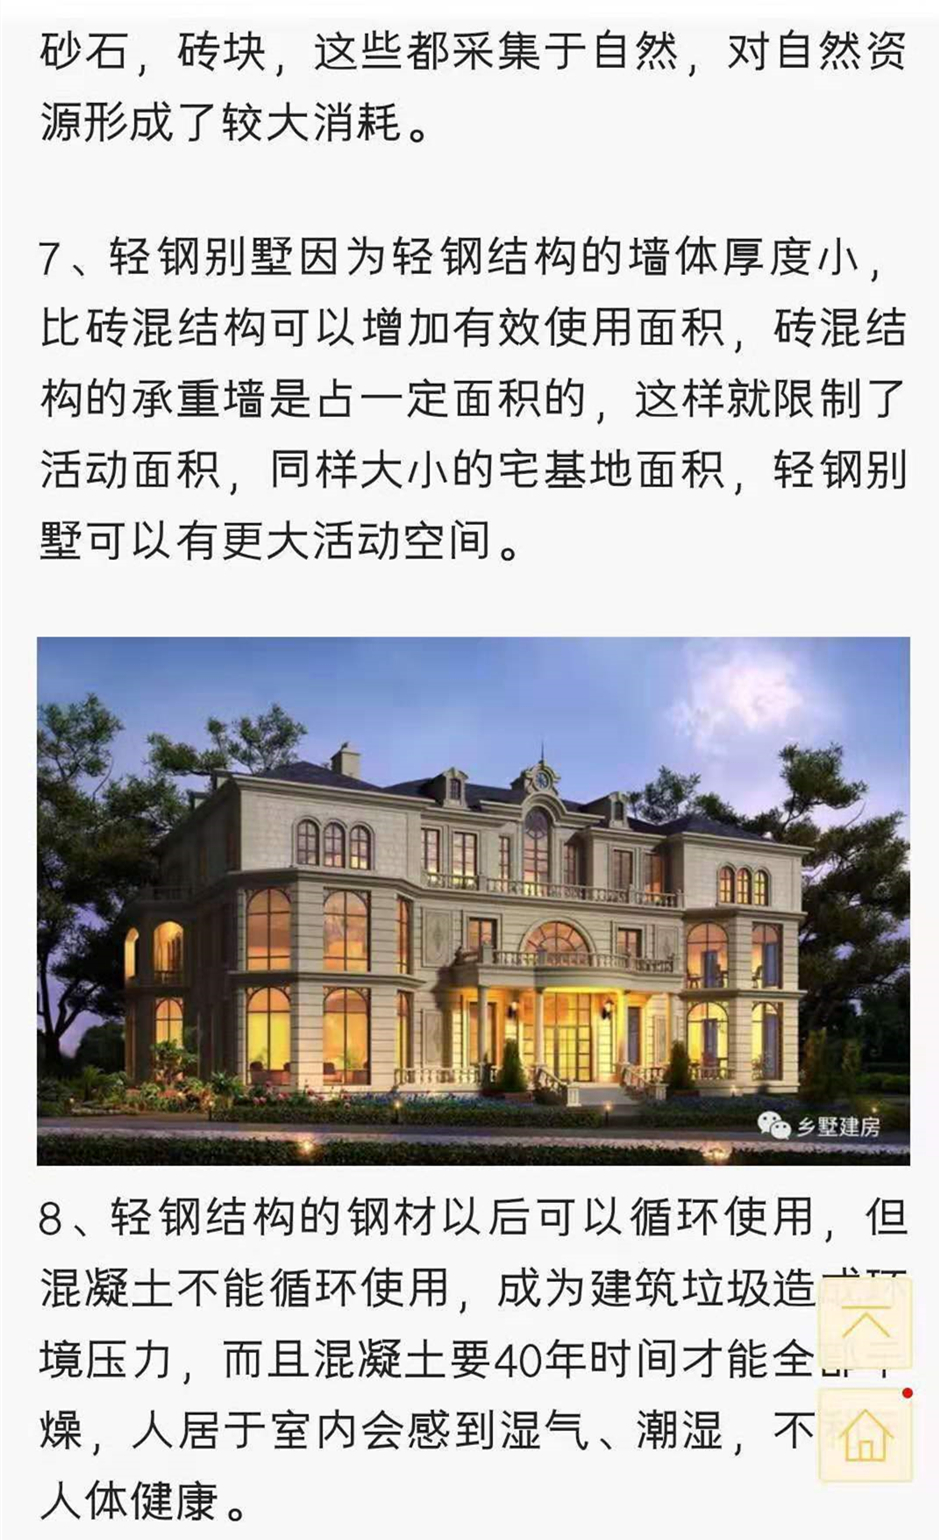 砂石，砖块，这些都采集于自然，对自然资
源形成了较大消耗。
7、轻钢别墅因为轻钢结构的墙体厚度小，
比砖混结构可以增加有效使用面积，砖混结
构的承重墙是占一定面积的，这样就限制了
活动面积，同样大小的宅基地面积，轻钢别
墅可以有更大活动空间。
乡墅建房
8、轻钢结构的钢材以后可以循环使用，但
混凝土不能循环使用，成为建筑垃圾造成环
境压力，而且混凝土要40年时间才能全部干
燥，人居于室内会感到湿气、潮湿，不
人体健康。